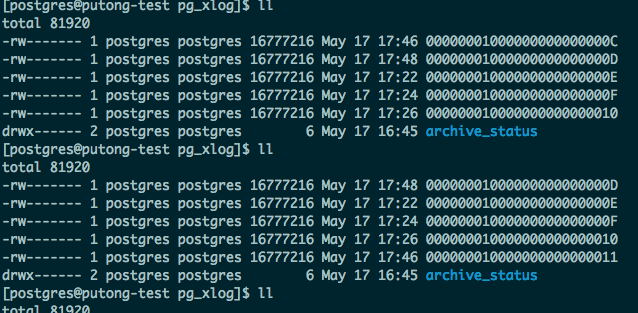 [postgres@putong-test pg_xlog]$ ll
total 81920
-rw------- 1 postgres postgres 16777216 May 17 17:46 00000001000000000000000C
-rw------- 1 postgres postgres 16777216 May 17 17:48 00000001000000000000000D
-rw------- 1 postgres postgres 16777216 May 17 17:22 00000001000000000000000E
-rw------- 1 postgres postgres 16777216 May 17 17:24 00000001000000000000000F
-rw------- 1 postgres postgres 16777216 May 17 17:26 000000010000000000000010
drwx------ 2 postgres postgres        6 May 17 16:45 archive_status
[postgres@putong-test pg_xlog]$ ll
total 81920
-rw------- 1 postgres postgres 16777216 May 17 17:48 00000001000000000000000D
-rw------- 1 postgres postgres 16777216 May 17 17:22 00000001000000000000000E
-rw------- 1 postgres postgres 16777216 May 17 17:24 00000001000000000000000F
-rw------- 1 postgres postgres 16777216 May 17 17:26 000000010000000000000010
-rw------- 1 postgres postgres 16777216 May 17 17:46 000000010000000000000011
drwx------ 2 postgres postgres        6 May 17 16:45 archive_status
[postgres@putong-test pg_xlog]$ ll
total 81920